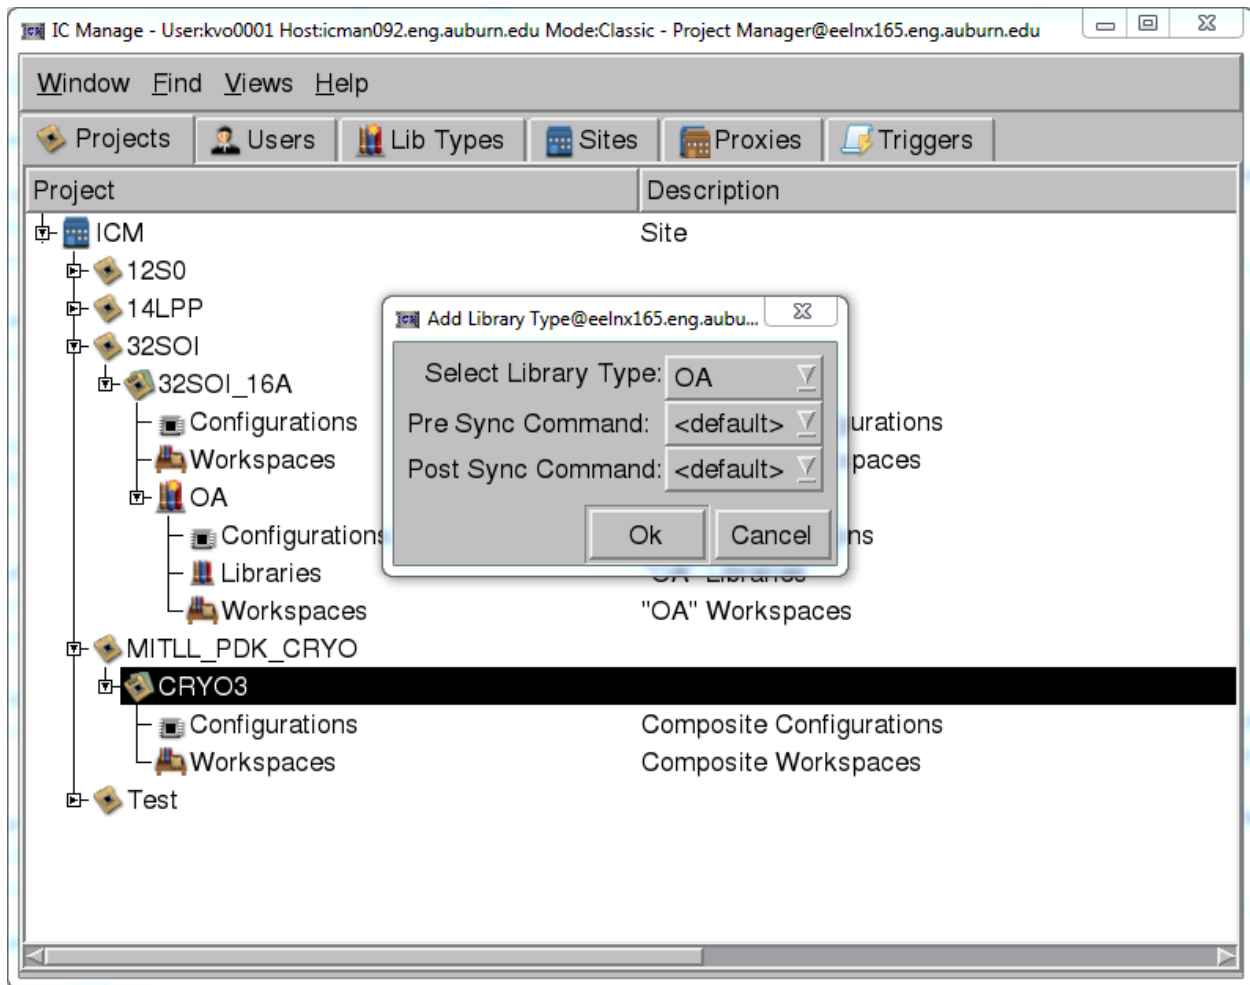 IC Manage - User:kvo0001 Host:icman092.eng.auburn.edu Mode:Classic - Project Manager@eelnx165.eng.auburn.edu
Window Find Views Help
Projects Users Lib Types Sites Proxies Triggers
Project Description
ICM Site
12S0
14LPP
32SOI
32SOI_16A
Configurations urations
Workspaces paces
OA
Configurations ns
Libraries "OA" Libraries
Workspaces "OA" Workspaces
MITLL_PDK_CRYO
CRYO3
Configurations Composite Configurations
Workspaces Composite Workspaces
Test
Add Library Type@eelnx165.eng.aubu...
Select Library Type: OA
Pre Sync Command: <default>
Post Sync Command: <default>
Ok Cancel